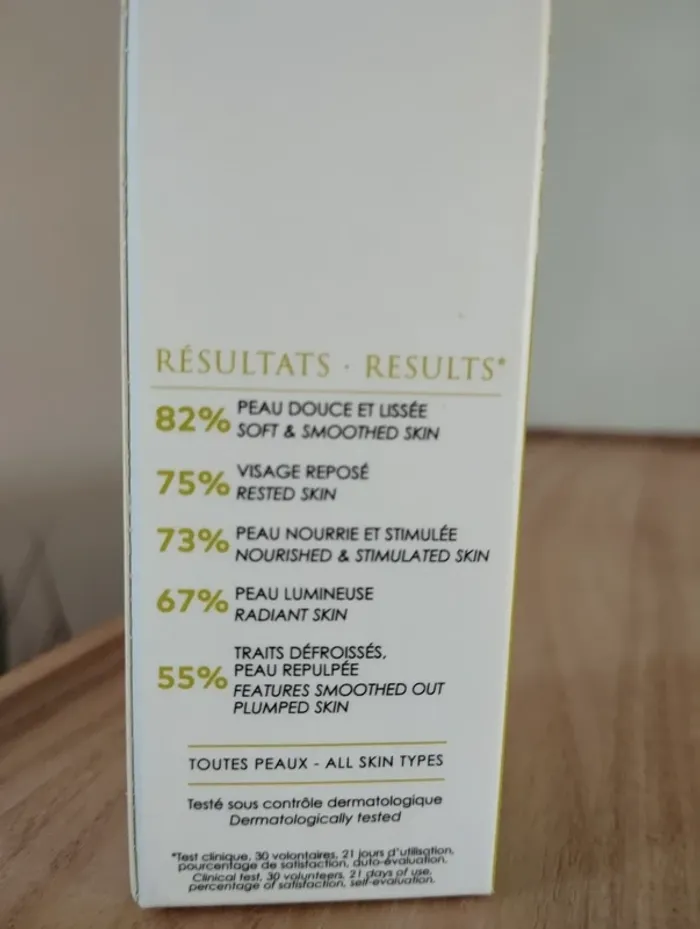 RÉSULTATS · RESULTS*
82% PEAU DOUCE ET LISSÉE
SOFT & SMOOTHED SKIN
75% VISAGE REPOSÉ
RESTED SKIN
73% PEAU NOURRIE ET STIMULÉE
NOURISHED & STIMULATED SKIN
67% PEAU LUMINEUSE
RADIANT SKIN
55% TRAITS DÉFROISSÉS,
PEAU REPULPÉE
FEATURES SMOOTHED OUT
PLUMPED SKIN
TOUTES PEAUX - ALL SKIN TYPES
Testé sous contrôle dermatologique
Dermatologically tested
*Test clinique, 30 volontaires, 21 jours d'utilisation,
pourcentage de satisfaction, auto-évaluation.
Clinical test, 30 volunteers, 21 days of use,
percentage of satisfaction, self-evaluation.